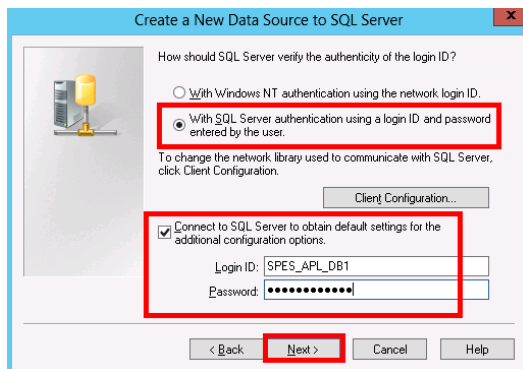 Create a New Data Source to SQL Server
x
How should SQL Server verify the authenticity of the login ID?
With Windows NT authentication using the network login ID.
With SQL Server authentication using a login ID and password
entered by the user.
To change the network library used to communicate with SQL Server,
click Client Configuration.
Client Configuration...
Connect to SQL Server to obtain default settings for the
additional configuration options.
Login ID: SPES_APL_DB1
Password: ●●●●●●●●●●●●
< Back Next > Cancel Help